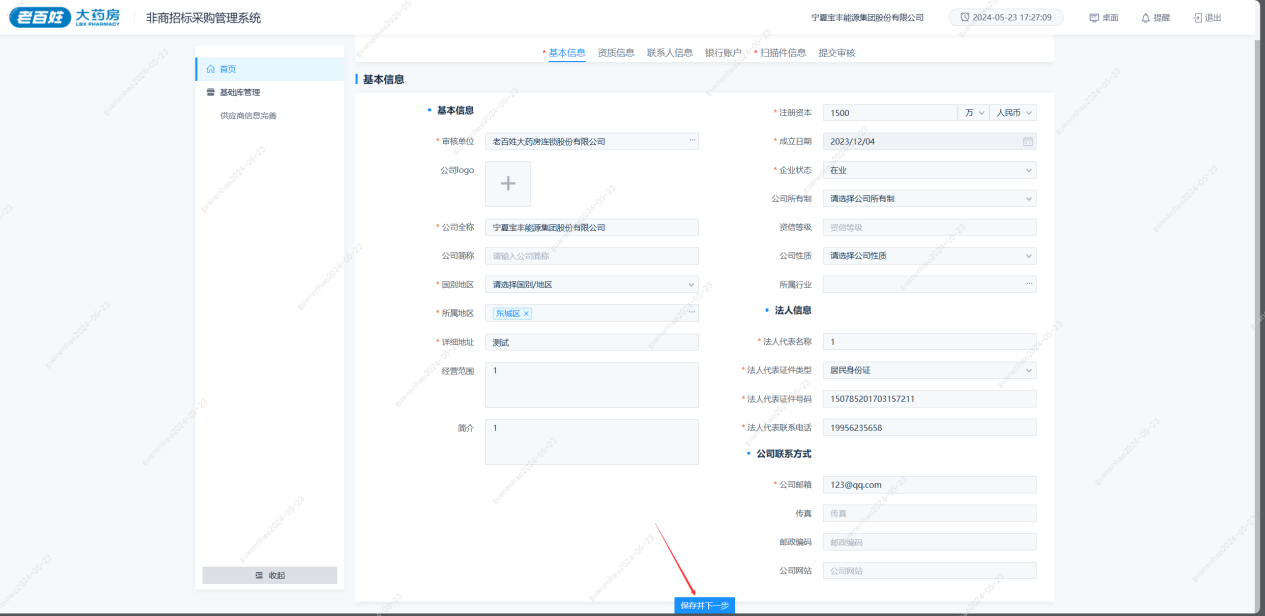 老百姓 大药房 LBX PHARMACY 非商招标采购管理系统 宁夏宝丰能源集团股份有限公司 2024-05-23 17:27:09 桌面 提醒 退出
首页
基础库管理
供应商信息完善
收起
* 基本信息 资质信息 联系人信息 银行账户 * 扫描件信息 提交审核
基本信息
基本信息
* 审核单位 老百姓大药房连锁股份有限公司 ...
公司logo +
* 公司全称 宁夏宝丰能源集团股份有限公司
公司简称 请输入公司简称
* 国别地区 请选择国别/地区
* 所属地区 东城区 × ...
* 详细地址 测试
经营范围 1
简介 1
* 注册资本 1500 万 人民币
* 成立日期 2023/12/04
* 企业状态 在业
公司所有制 请选择公司所有制
资信等级 资信等级
公司性质 请选择公司性质
所属行业 ...
法人信息
* 法人代表名称 1
* 法人代表证件类型 居民身份证
* 法人代表证件号码 150785201703157211
* 法人代表联系电话 19956235658
公司联系方式
* 公司邮箱 123@qq.com
传真 传真
邮政编码 邮政编码
公司网站 公司网站
保存并下一步